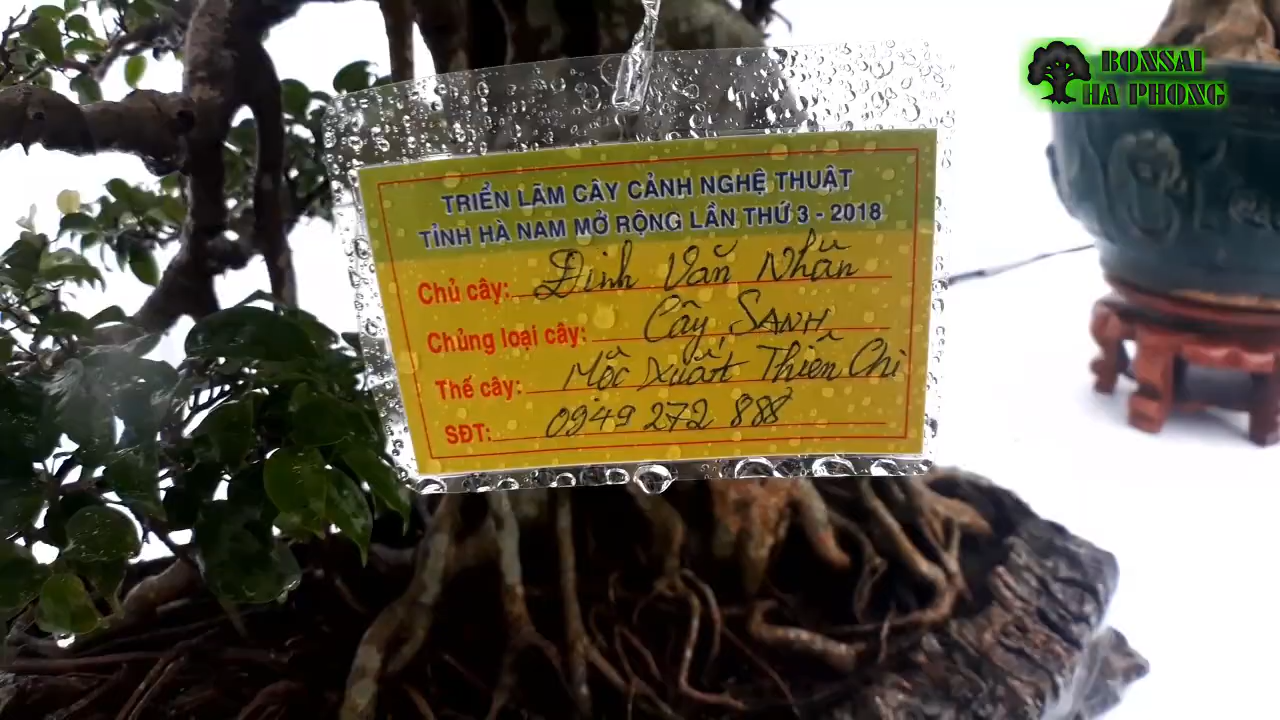 BONSAI
HA PHONG
TRIỂN LÃM CÂY CẢNH NGHỆ THUẬT
TỈNH HÀ NAM MỞ RỘNG LẦN THỨ 3 - 2018
Chủ cây: Đinh Văn Nhẫn
Chủng loại cây: Cây SANH
Thế cây: Mộc Xuất Thiên Chi
SĐT: 0949 272 888